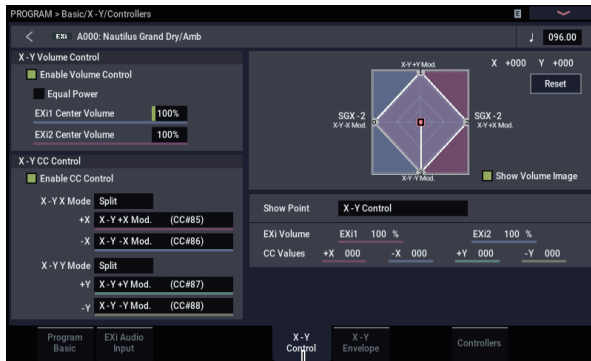 PROGRAM > Basic/X-Y/Controllers
E
< EXi A000: Nautilus Grand Dry/Amb
♩ 096.00
X-Y Volume Control
Enable Volume Control
Equal Power
EXi1 Center Volume 100%
EXi2 Center Volume 100%
X-Y CC Control
Enable CC Control
X-Y X Mode Split
+X X-Y +X Mod. (CC#85)
-X X-Y -X Mod. (CC#86)
X-Y Y Mode Split
+Y X-Y +Y Mod. (CC#87)
-Y X-Y -Y Mod. (CC#88)
X +000 Y +000
Reset
X-Y +Y Mod.
SGX-2
X-Y -X Mod.
SGX-2
X-Y +X Mod.
X-Y -Y Mod.
Show Volume Image
Show Point X-Y Control
EXi Volume EXi1 100 % EXi2 100 %
CC Values +X 000 -X 000 +Y 000 -Y 000
Program Basic
EXi Audio Input
X-Y Control
X-Y Envelope
Controllers